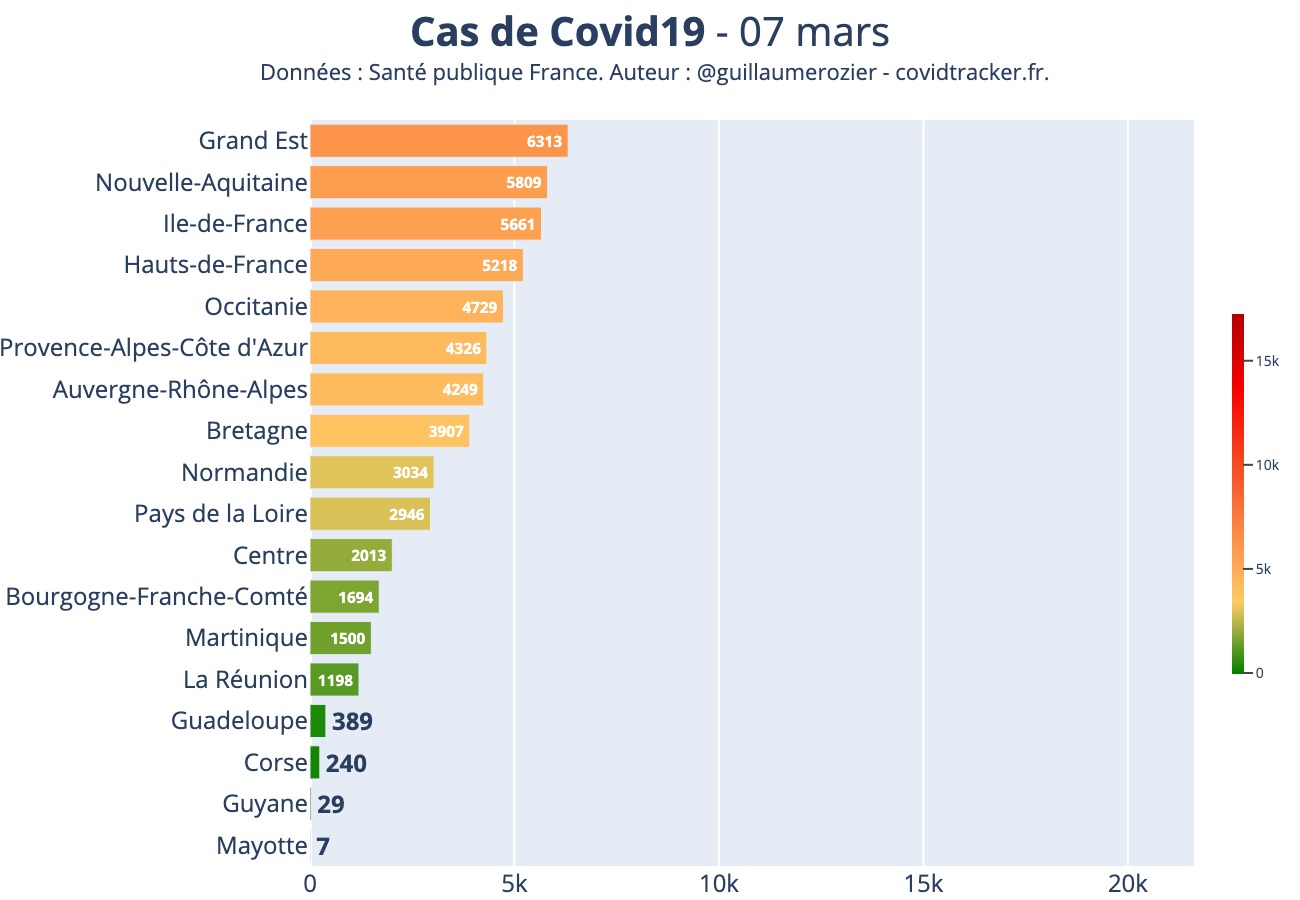 Cas de Covid19 - 07 mars
Données : Santé publique France. Auteur : @guillaumerozier - covidtracker.fr.
Grand Est 6313
Nouvelle-Aquitaine 5809
Ile-de-France 5661
Hauts-de-France 5218
Occitanie 4729
Provence-Alpes-Côte d'Azur 4326
Auvergne-Rhône-Alpes 4249
Bretagne 3907
Normandie 3034
Pays de la Loire 2946
Centre 2013
Bourgogne-Franche-Comté 1694
Martinique 1500
La Réunion 1198
Guadeloupe 389
Corse 240
Guyane 29
Mayotte 7
0 5k 10k 15k 20k
15k
10k
5k
0